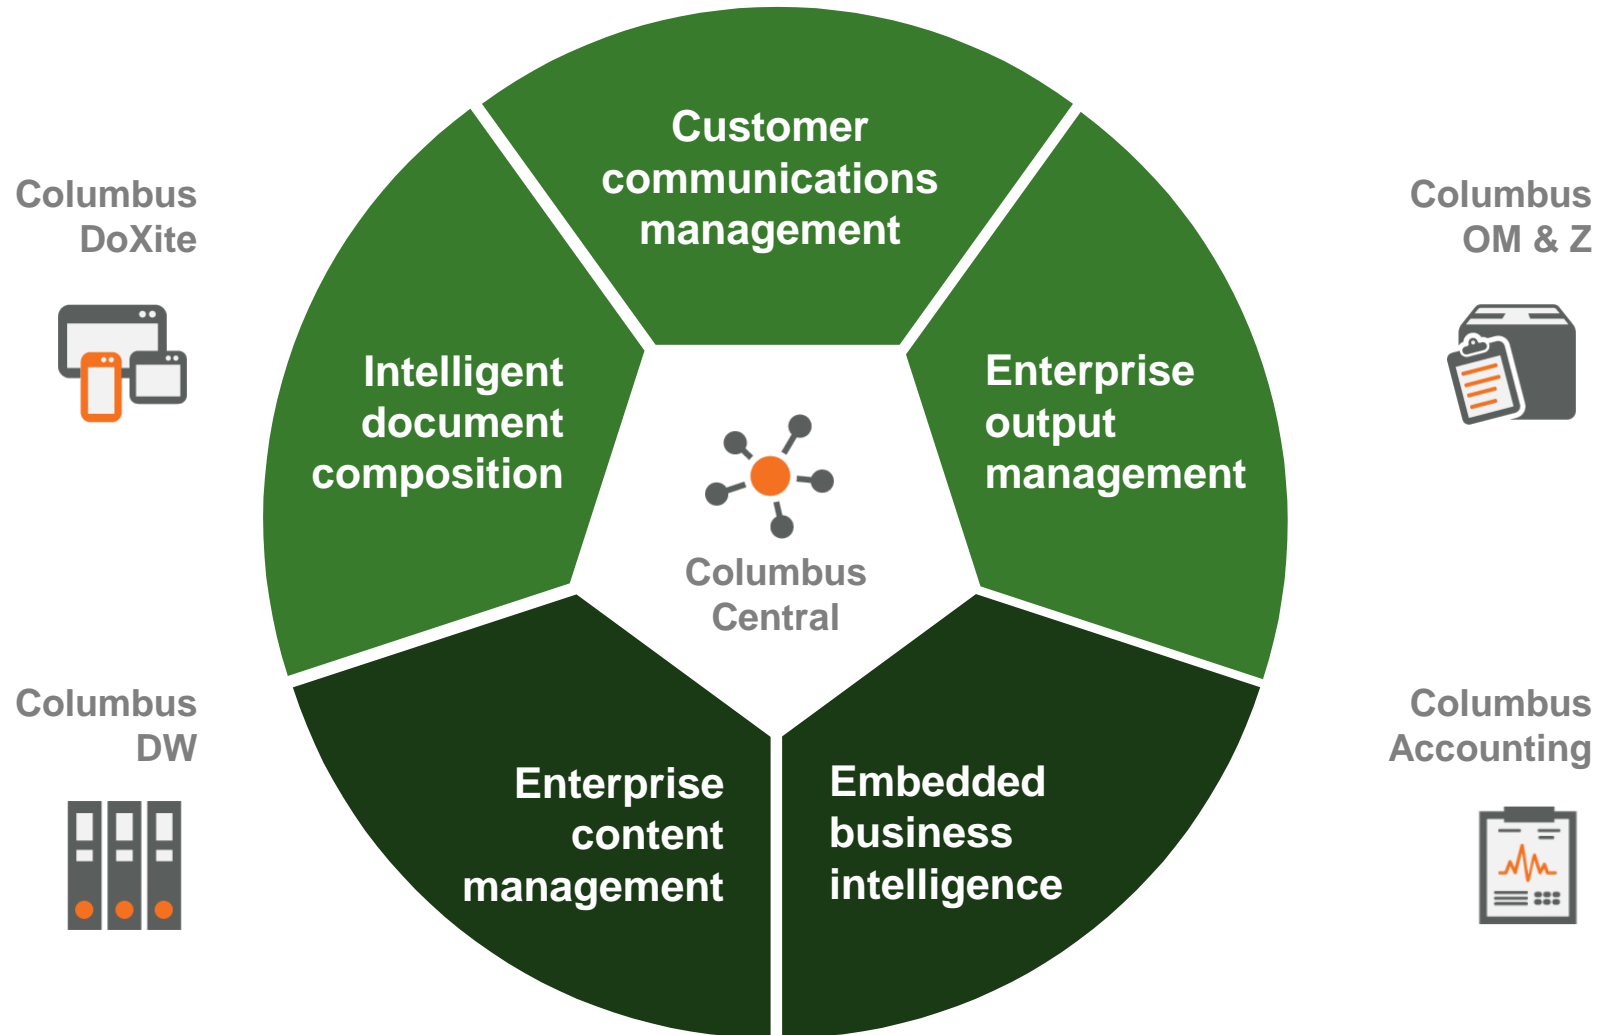 Customer
communications
management
Columbus
DoXite
Columbus
OM & Z
Intelligent
document
composition
Enterprise
output
management
Columbus
Central
Columbus
DW
Columbus
Accounting
Enterprise
content
management
Embedded
business
intelligence